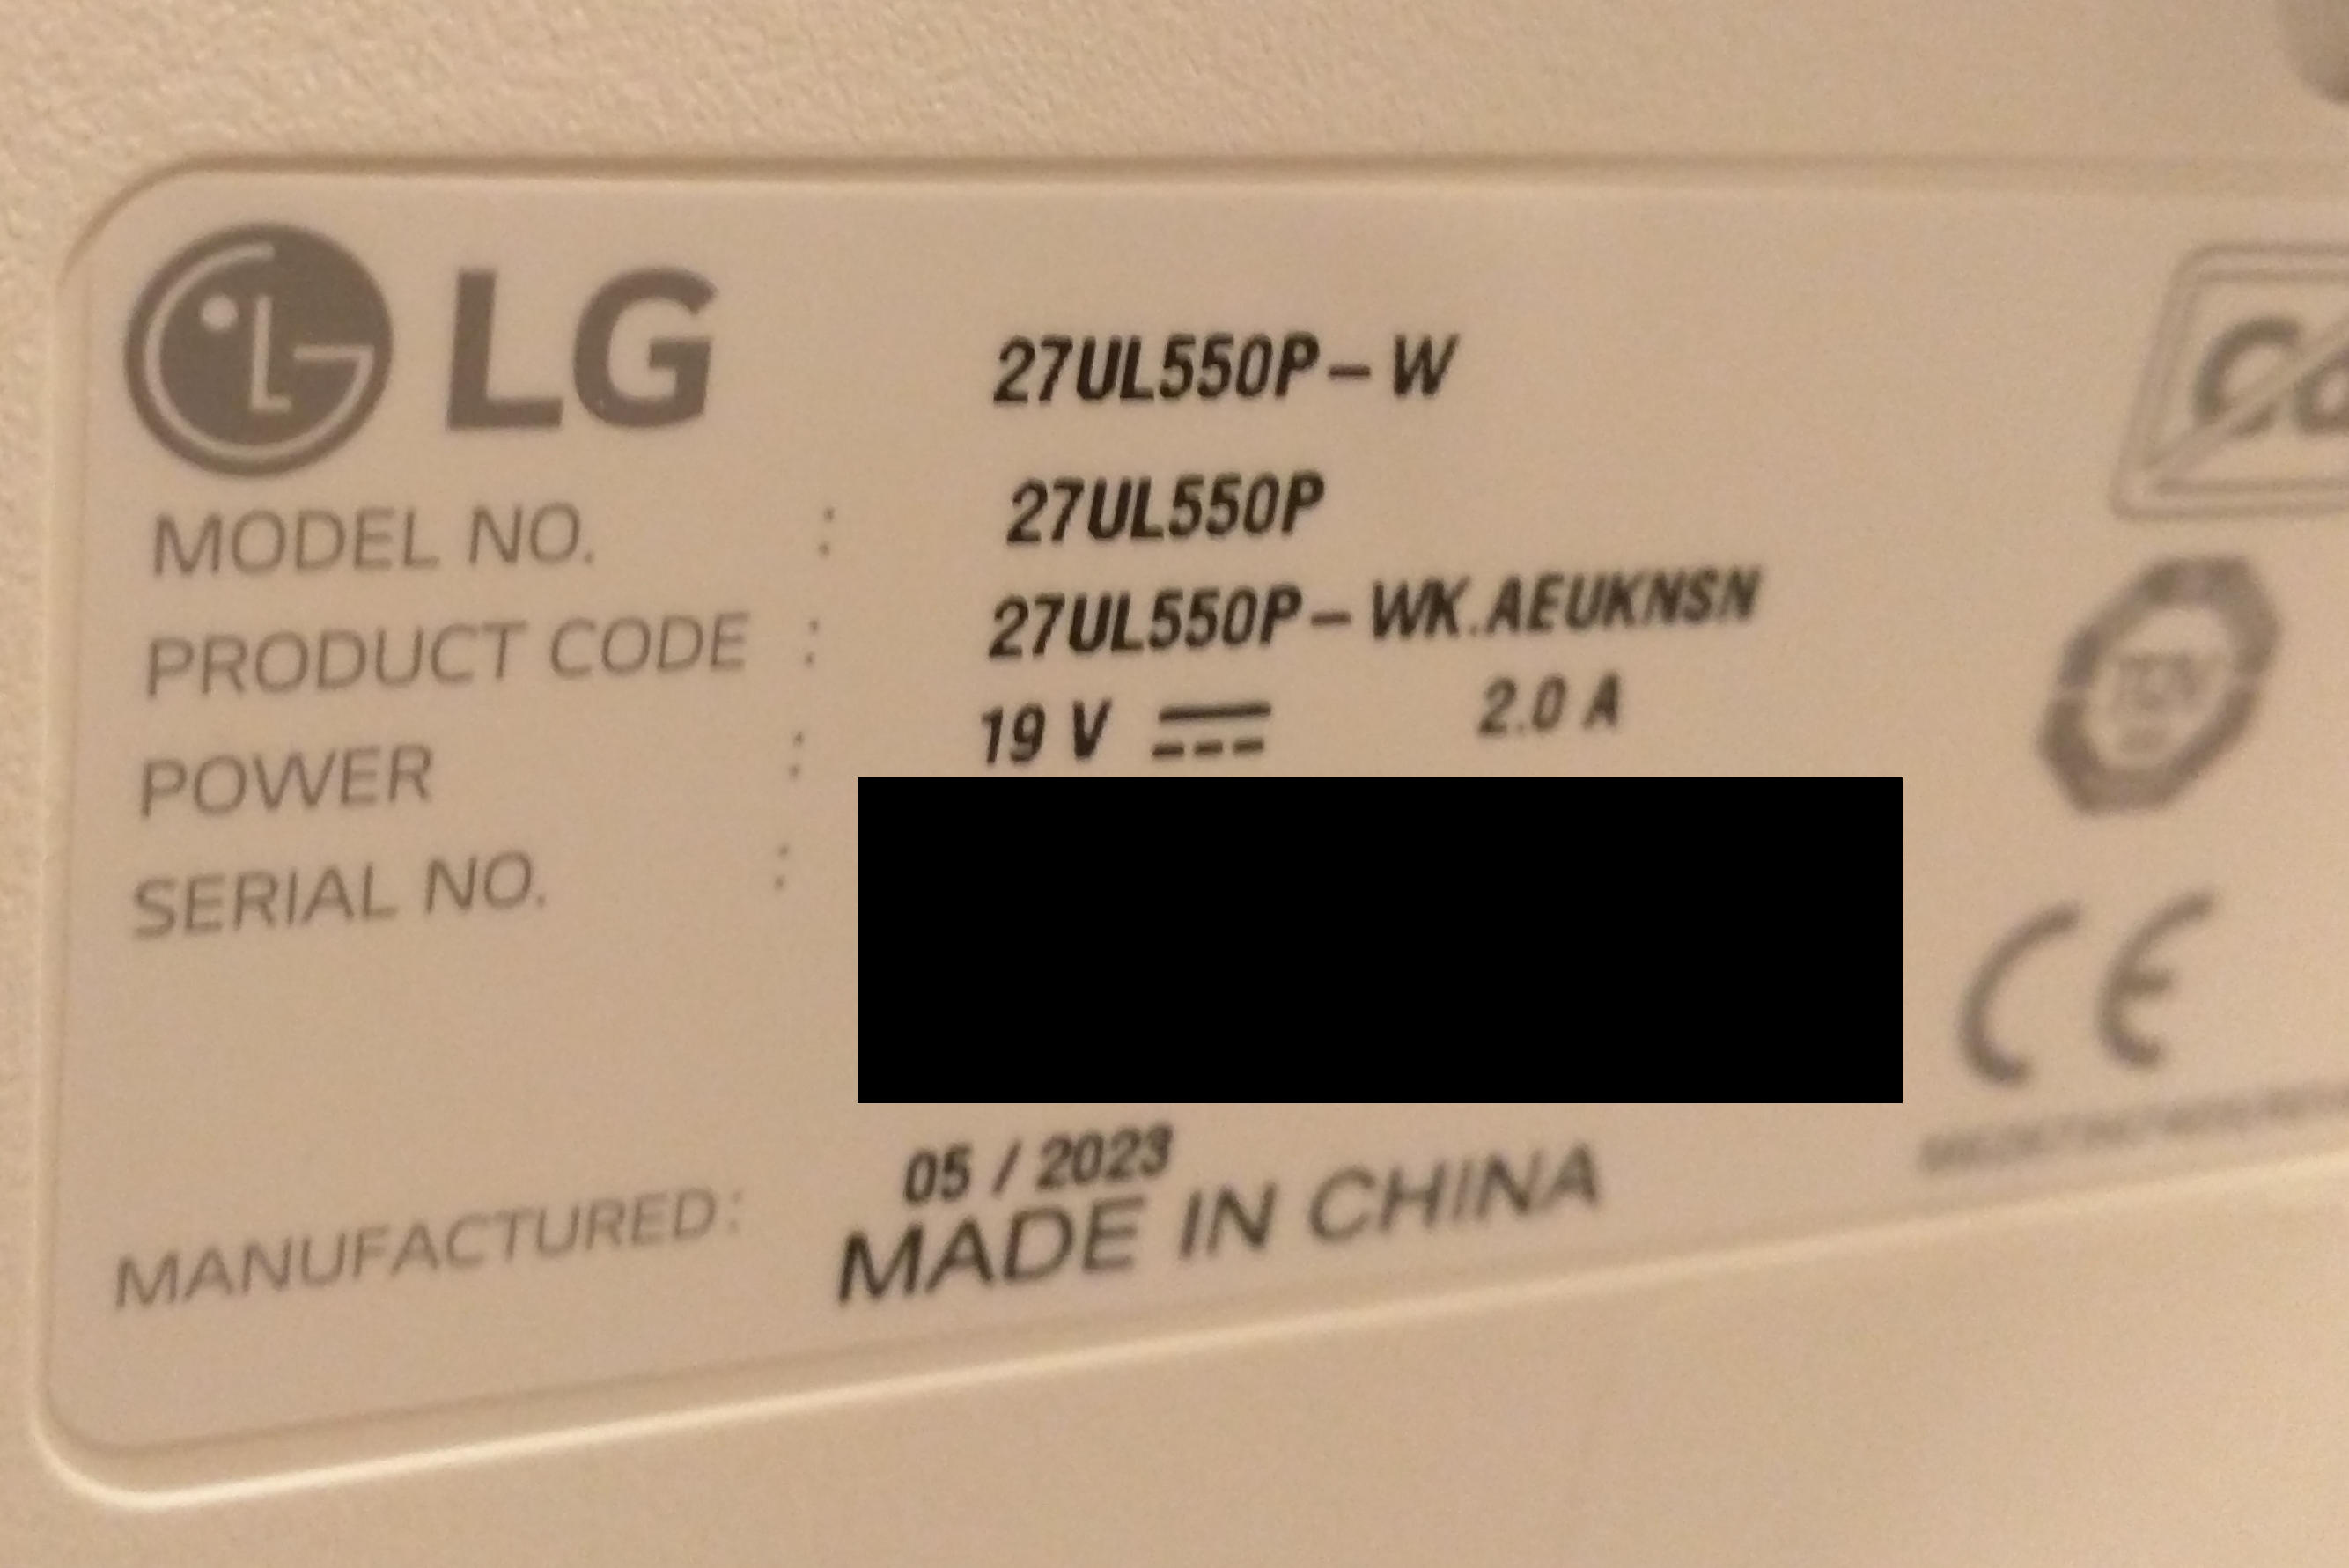 LG
27UL550P-W
MODEL NO. : 27UL550P
PRODUCT CODE : 27UL550P-WK.AEUKNSN
POWER : 19 V 2.0 A
SERIAL NO. :
05 / 2023
MANUFACTURED: MADE IN CHINA
CE